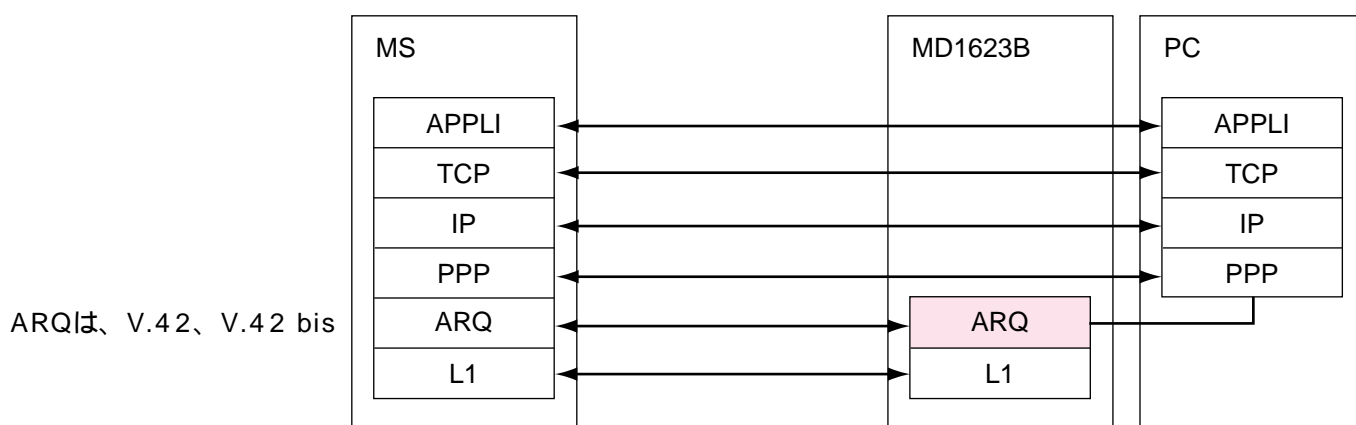 MS
MD1623B
PC
APPLI
APPLI
TCP
TCP
IP
IP
PPP
PPP
ARQは、V.42、V.42 bis
ARQ
ARQ
L1
L1